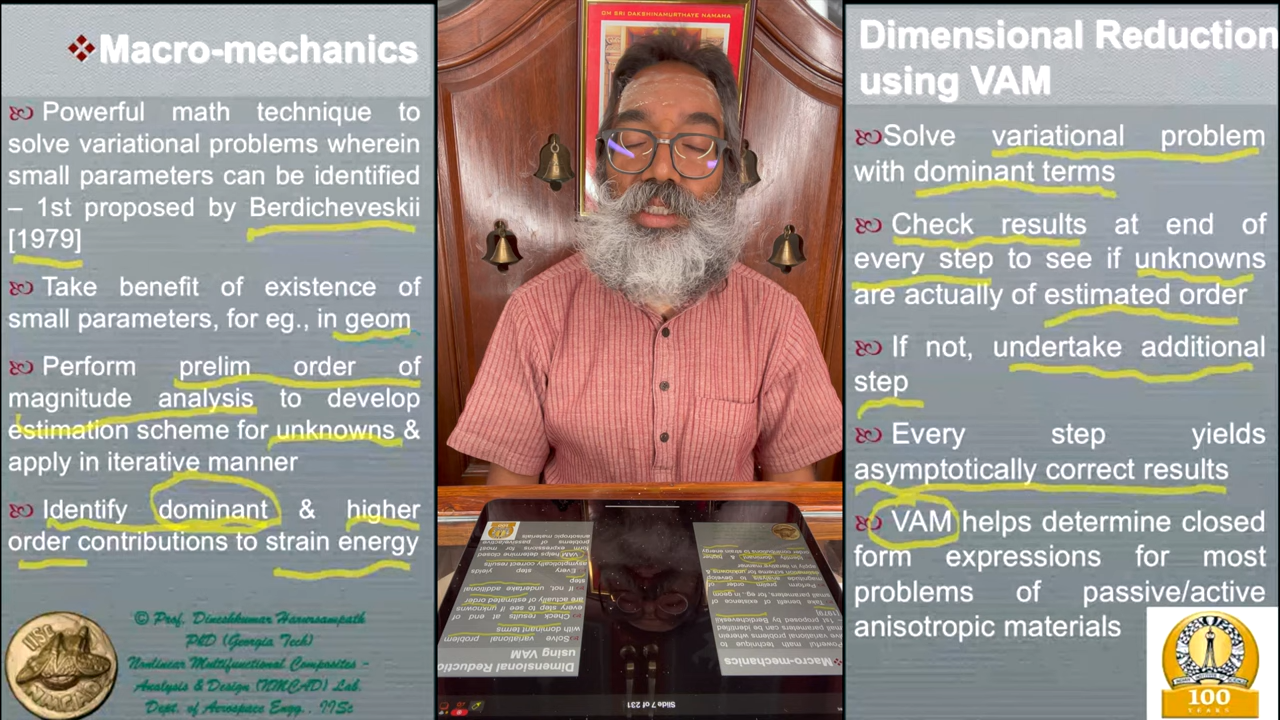 ❖Macro-mechanics
Powerful math technique to
solve variational problems wherein
small parameters can be identified
– 1st proposed by Berdicheveskii
[1979]
Take benefit of existence of
small parameters, for eg., in geom
Perform prelim order of
magnitude analysis to develop
estimation scheme for unknowns &
apply in iterative manner
Identify dominant & higher
order contributions to strain energy
© Prof. Dineshkumar Harursampath
PhD (Georgia Tech)
Nonlinear Multifunctional Composites –
Analysis & Design (NMCAD) Lab.
Dept. of Aerospace Engg., IISc
OM SRI DAKSHINAMURTHATE NAMAHA
Dimensional Reduction
using VAM
Solve variational problem
with dominant terms
Check results at end of
every step to see if unknowns
are actually of estimated order
If not, undertake additional
step
Every step yields
asymptotically correct results
VAM helps determine closed
form expressions for most
problems of passive/active
anisotropic materials
100
YEARS
Slide 7 of 231